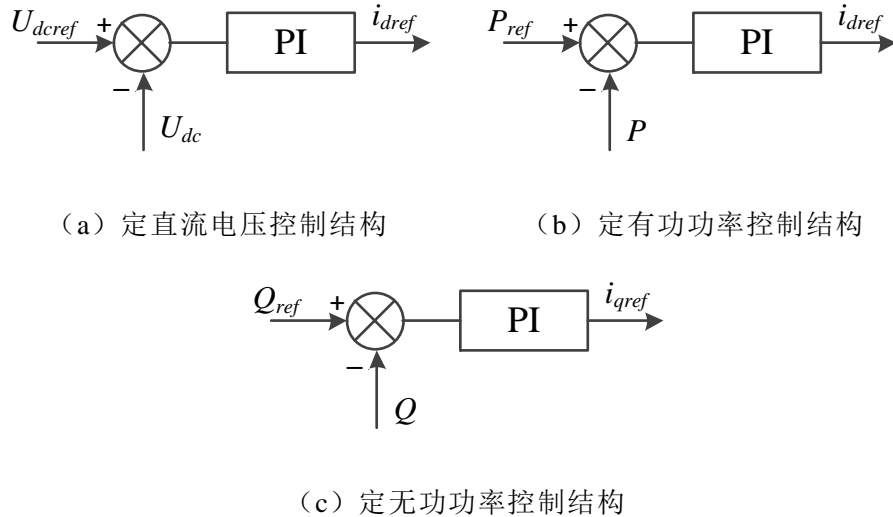 U_dcref + − PI i_dref
U_dc
P_ref + − PI i_dref
P
（a）定直流电压控制结构
（b）定有功功率控制结构
Q_ref + − PI i_qref
Q
（c）定无功功率控制结构